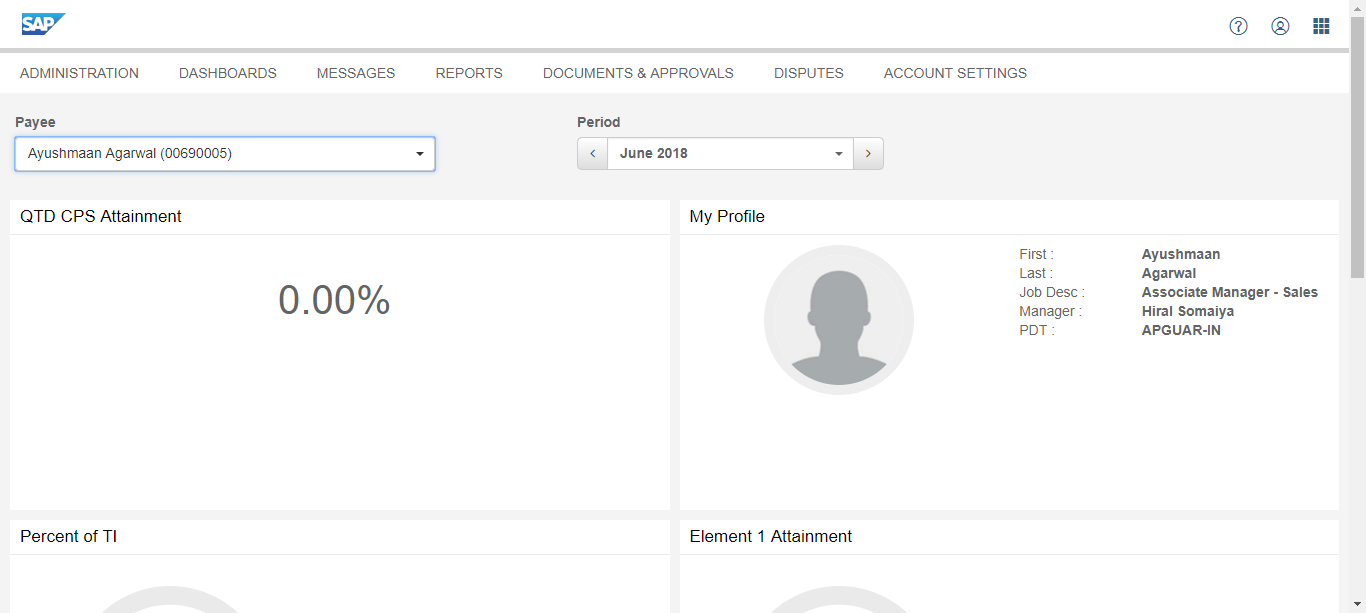 SAP
ADMINISTRATION DASHBOARDS MESSAGES REPORTS DOCUMENTS & APPROVALS DISPUTES ACCOUNT SETTINGS
Payee
Ayushmaan Agarwal (00690005)
Period
June 2018
QTD CPS Attainment
0.00%
My Profile
First : Ayushmaan
Last : Agarwal
Job Desc : Associate Manager - Sales
Manager : Hiral Somaiya
PDT : APGUAR-IN
Percent of TI
Element 1 Attainment